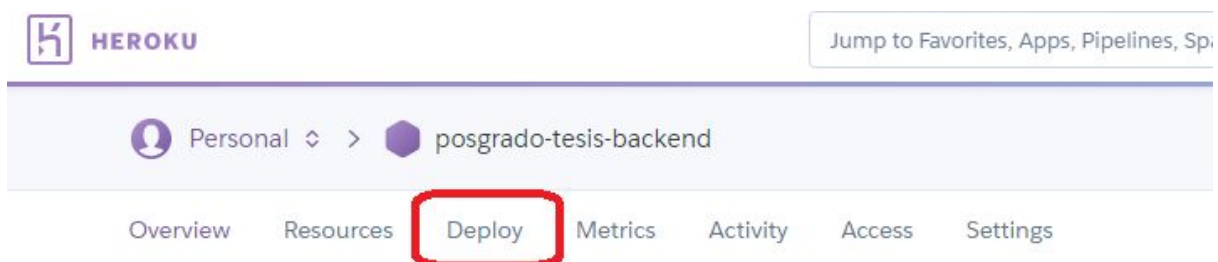 HEROKU
Jump to Favorites, Apps, Pipelines, Spa
Personal > posgrado-tesis-backend
Overview Resources Deploy Metrics Activity Access Settings